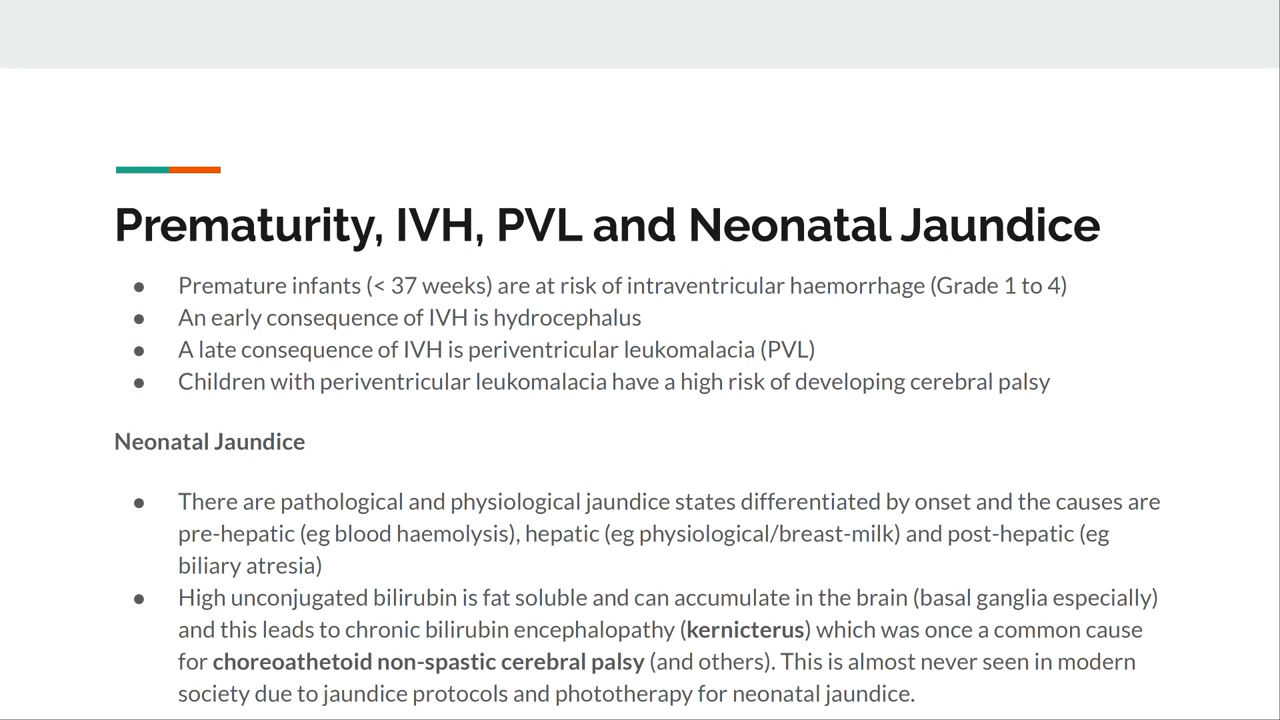 Prematurity, IVH, PVL and Neonatal Jaundice
● Premature infants (< 37 weeks) are at risk of intraventricular haemorrhage (Grade 1 to 4)
● An early consequence of IVH is hydrocephalus
● A late consequence of IVH is periventricular leukomalacia (PVL)
● Children with periventricular leukomalacia have a high risk of developing cerebral palsy
Neonatal Jaundice
● There are pathological and physiological jaundice states differentiated by onset and the causes are
pre-hepatic (eg blood haemolysis), hepatic (eg physiological/breast-milk) and post-hepatic (eg
biliary atresia)
● High unconjugated bilirubin is fat soluble and can accumulate in the brain (basal ganglia especially)
and this leads to chronic bilirubin encephalopathy (kernicterus) which was once a common cause
for choreoathetoid non-spastic cerebral palsy (and others). This is almost never seen in modern
society due to jaundice protocols and phototherapy for neonatal jaundice.